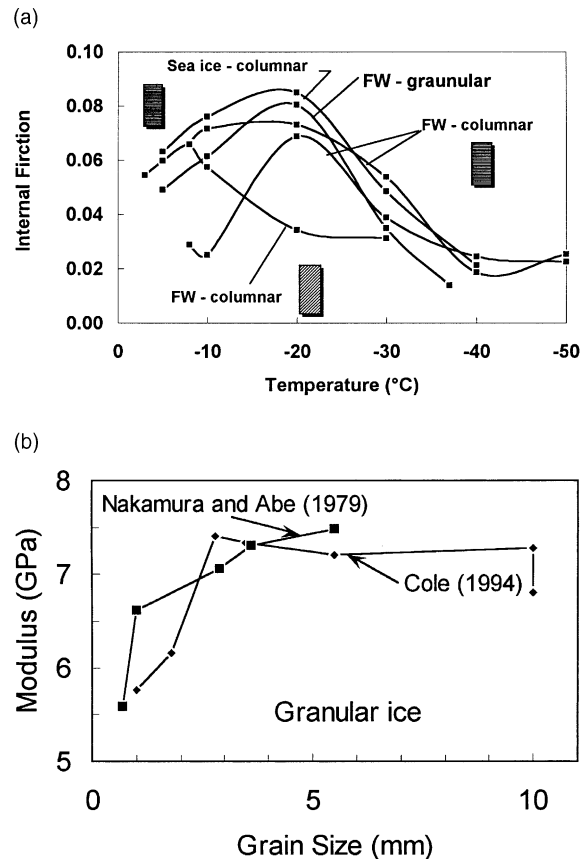 (a)
0.10
Sea ice - columnar
FW - graunular
0.08
FW - columnar
0.06
Internal Firction
0.04
0.02
FW - columnar
0.00
0 -10 -20 -30 -40 -50
Temperature (°C)
(b)
8
Nakamura and Abe (1979)
7
Cole (1994)
Modulus (GPa)
6
Granular ice
5
0 5 10
Grain Size (mm)